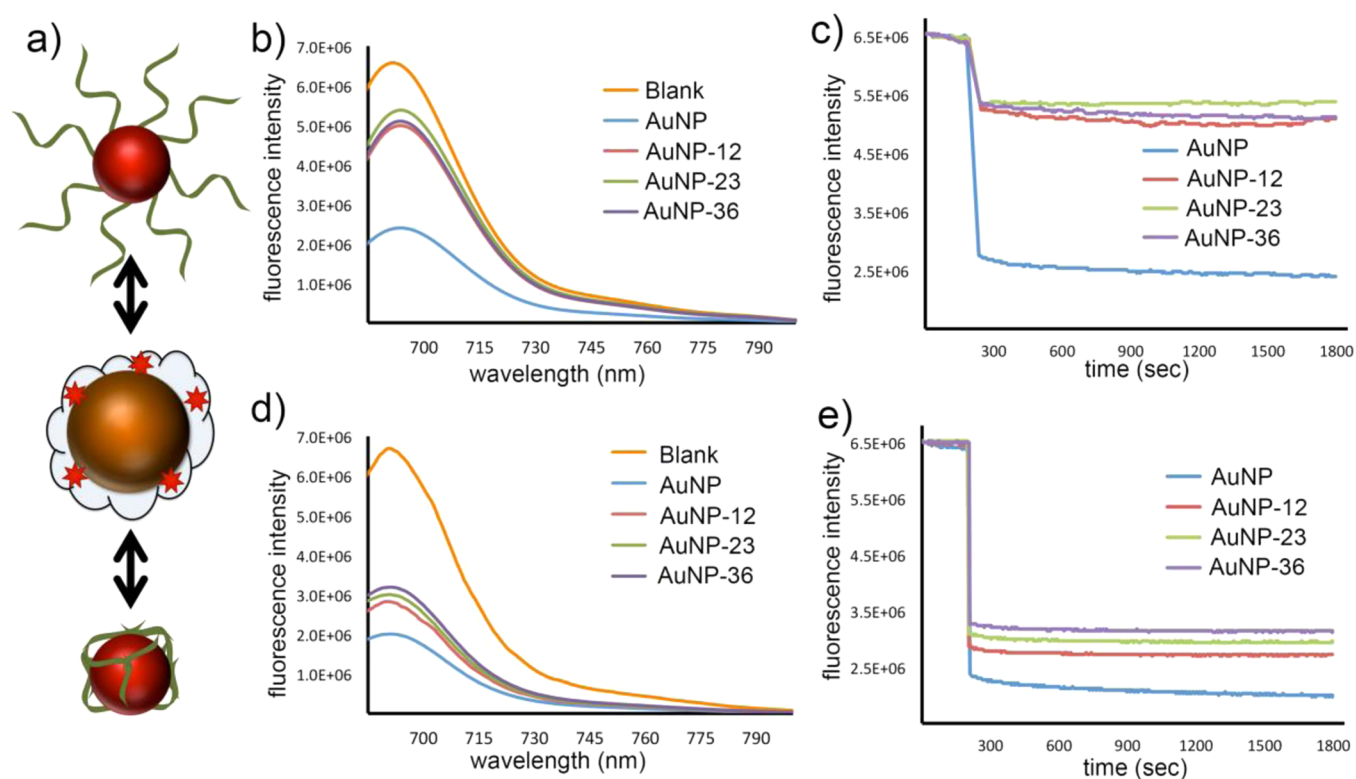 a)
b)
fluorescence intensity
7.0E+06
6.0E+06
5.0E+06
4.0E+06
3.0E+06
2.0E+06
1.0E+06
Blank
AuNP
AuNP-12
AuNP-23
AuNP-36
700 715 730 745 760 775 790
wavelength (nm)
c)
fluorescence intensity
6.5E+06
5.5E+06
4.5E+06
3.5E+06
2.5E+06
AuNP
AuNP-12
AuNP-23
AuNP-36
300 600 900 1200 1500 1800
time (sec)
d)
fluorescence intensity
7.0E+06
6.0E+06
5.0E+06
4.0E+06
3.0E+06
2.0E+06
1.0E+06
Blank
AuNP
AuNP-12
AuNP-23
AuNP-36
700 715 730 745 760 775 790
wavelength (nm)
e)
fluorescence intensity
6.5E+06
5.5E+06
4.5E+06
3.5E+06
2.5E+06
AuNP
AuNP-12
AuNP-23
AuNP-36
300 600 900 1200 1500 1800
time (sec)